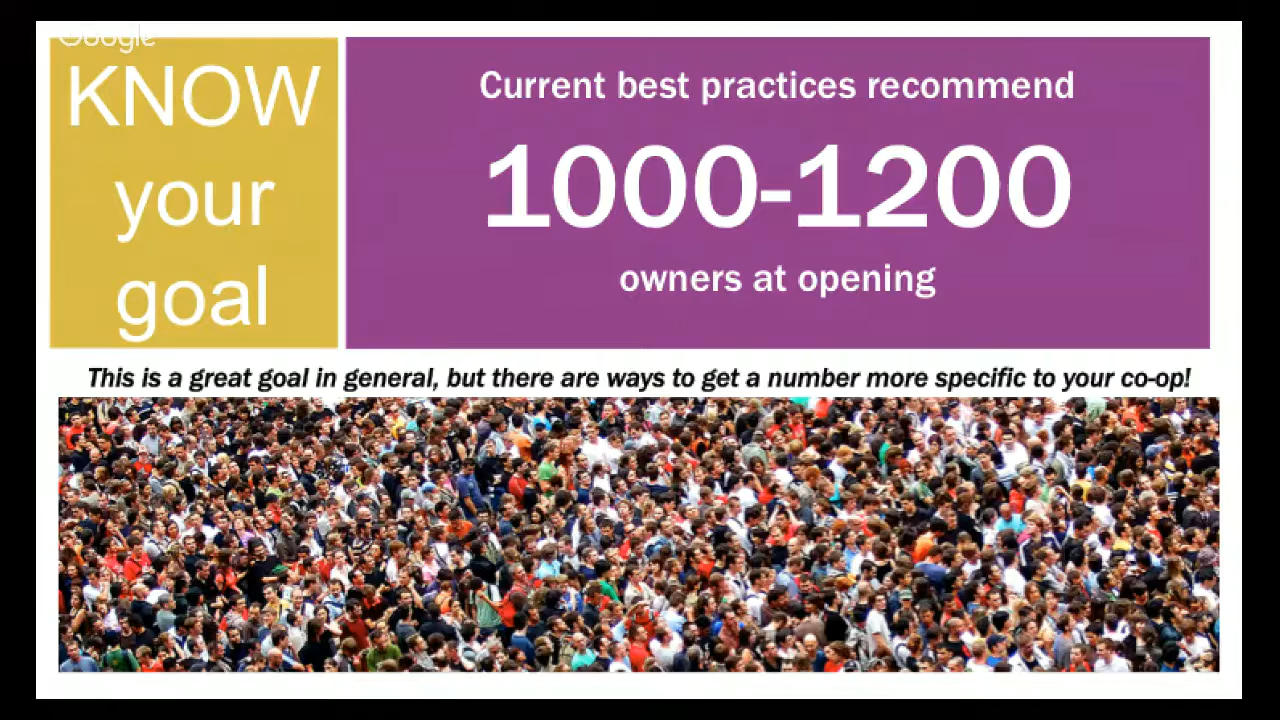 Google
KNOW
your
goal
Current best practices recommend
1000-1200
owners at opening
This is a great goal in general, but there are ways to get a number more specific to your co-op!